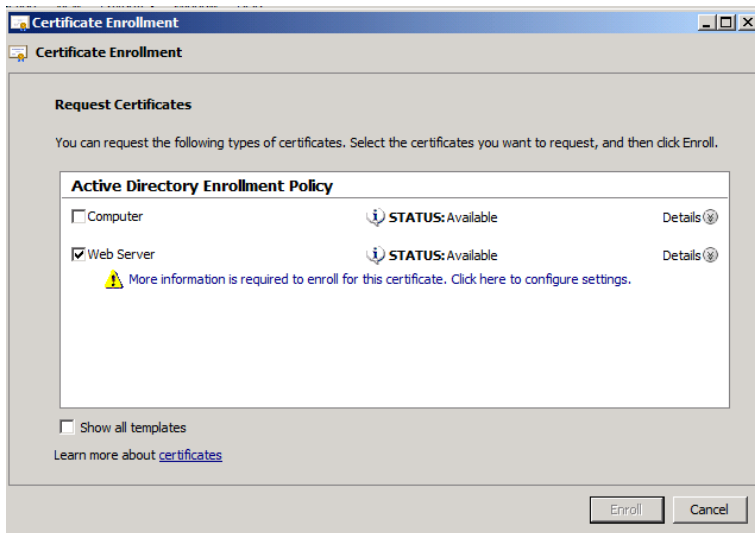 Certificate Enrollment
Certificate Enrollment
Request Certificates
You can request the following types of certificates. Select the certificates you want to request, and then click Enroll.
Active Directory Enrollment Policy
Computer STATUS: Available Details
Web Server STATUS: Available Details
More information is required to enroll for this certificate. Click here to configure settings.
Show all templates
Learn more about certificates
Enroll Cancel